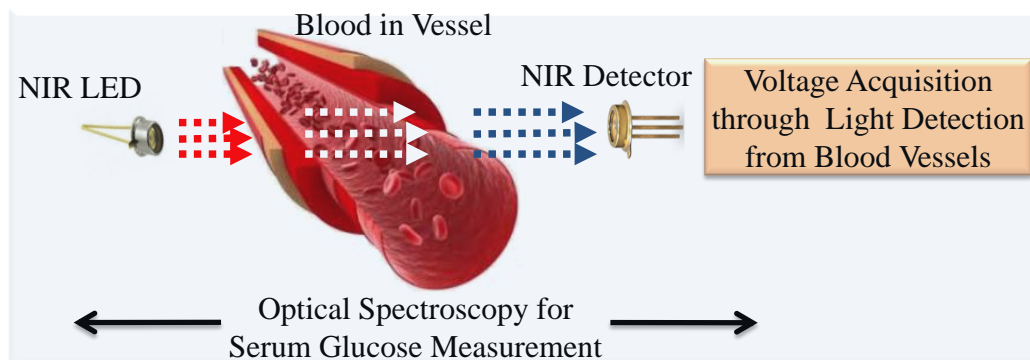 Blood in Vessel
NIR LED
NIR Detector
Voltage Acquisition
through Light Detection
from Blood Vessels
Optical Spectroscopy for
Serum Glucose Measurement